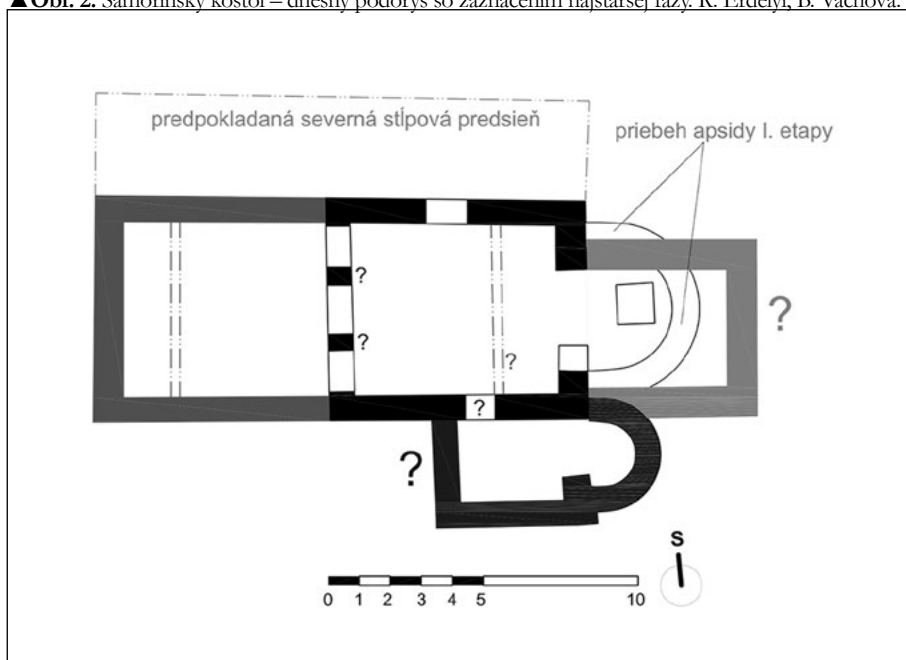 ▲Obr. 2. Šamorínsky kostol – dnešný pôdorys so zaznačením najstaršej fázy. R. Erdélyi, B. Váchová.
predpokladaná severná stĺpová predsieň
priebeh apsidy I. etapy
?
?
?
?
?
?
S
0 1 2 3 4 5 10